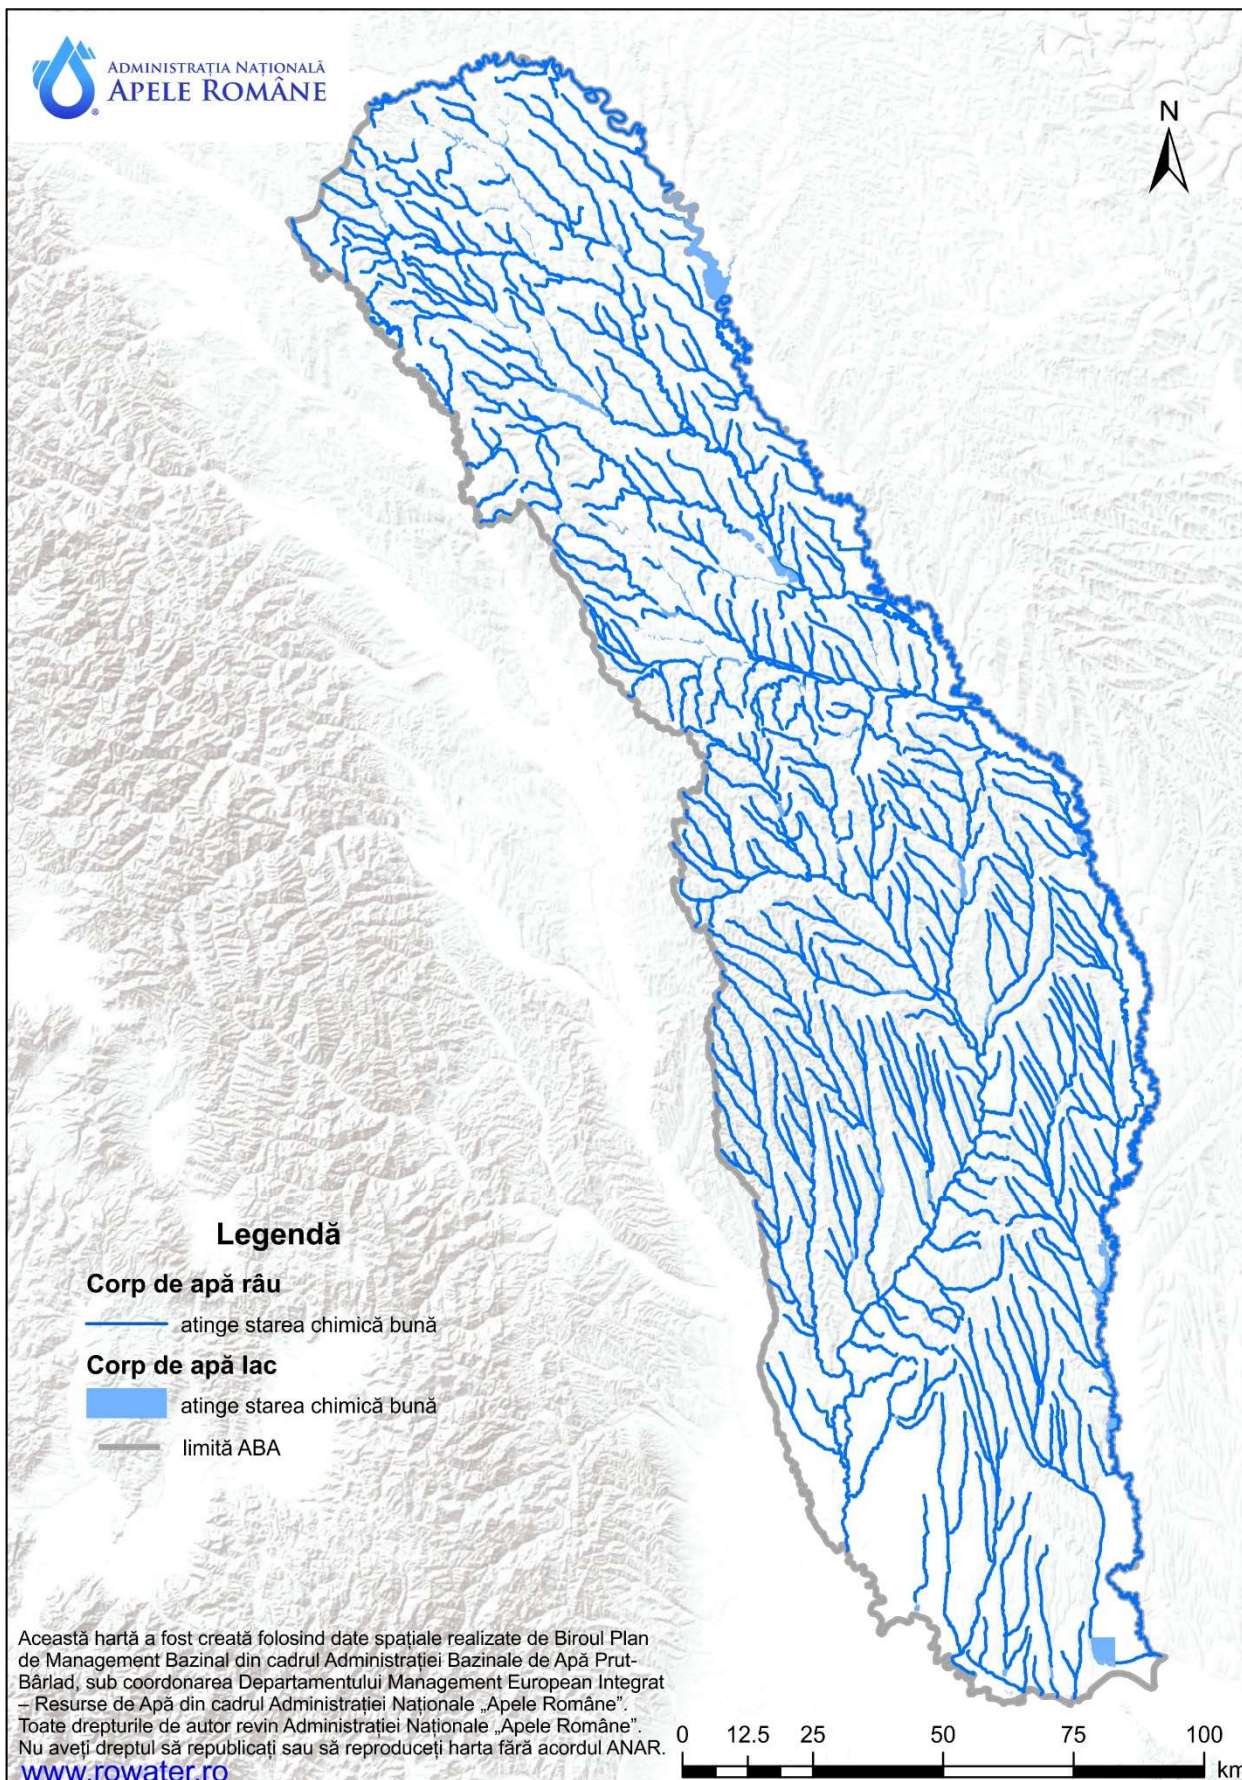 ADMINISTRAȚIA NAȚIONALĂ
APELE ROMÂNE
®
N
Legendă
Corp de apă râu
atinge starea chimică bună
Corp de apă lac
atinge starea chimică bună
limită ABA
Această hartă a fost creată folosind date spațiale realizate de Biroul Plan
de Management Bazinal din cadrul Administrației Bazinale de Apă Prut-
Bârlad, sub coordonarea Departamentului Management European Integrat
– Resurse de Apă din cadrul Administrației Naționale „Apele Române”.
Toate drepturile de autor revin Administrației Naționale „Apele Române”.
Nu aveți dreptul să republicați sau să reproduceți harta fără acordul ANAR.
www.rowater.ro
0 12.5 25 50 75 100
km